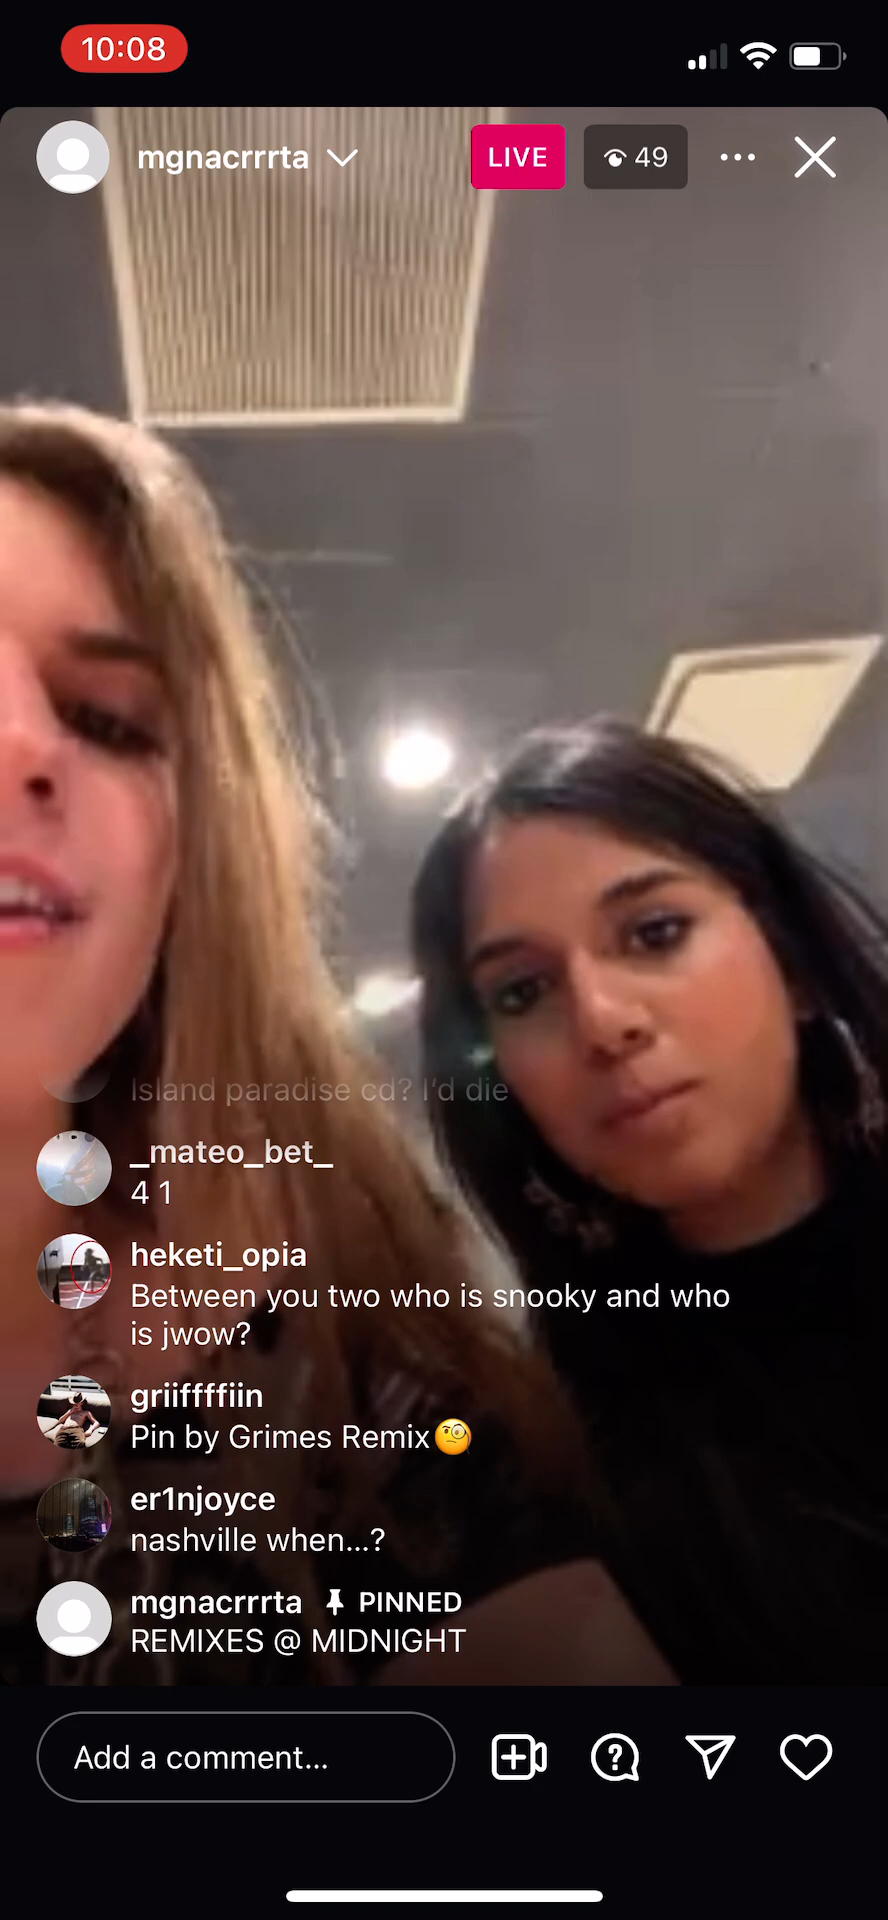 10:08
mgnacrrrta
LIVE
49
Island paradise cd? I'd die
_mateo_bet_
4 1
heketi_opia
Between you two who is snooky and who
is jwow?
griiffffiin
Pin by Grimes Remix🧐
er1njoyce
nashville when...?
mgnacrrrta PINNED
REMIXES @ MIDNIGHT
Add a comment...